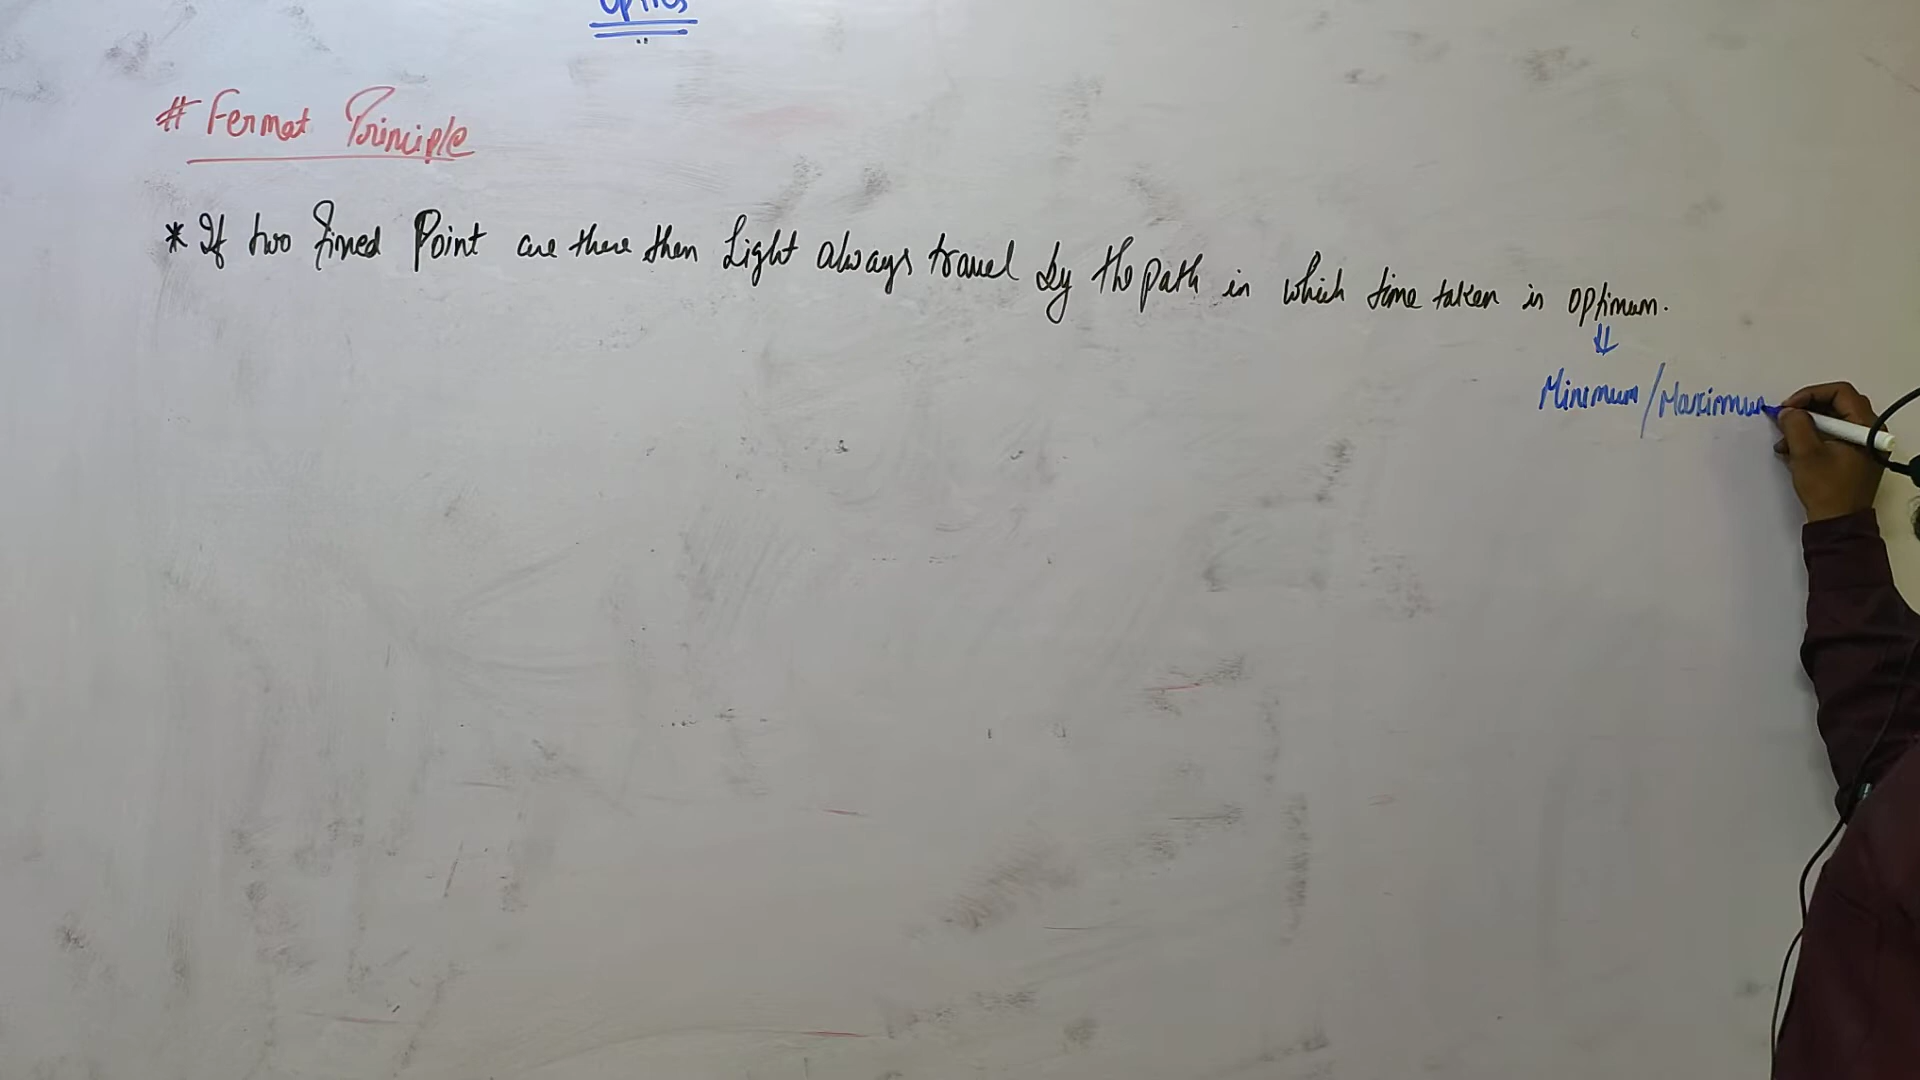 Optics
# Fermat Principle
* If two fixed Point are there then Light always travel by the path in which time taken is optimum.
⇓
Minimum/Maximum